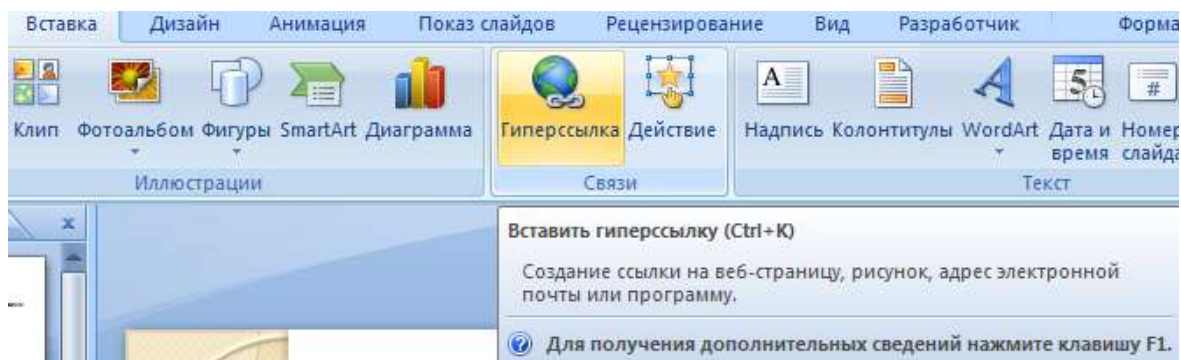 Вставка Дизайн Анимация Показ слайдов Рецензирование Вид Разработчик Форма
Клип Фотоальбом Фигуры SmartArt Диаграмма Гиперссылка Действие Надпись Колонтитулы WordArt Дата и время Номер слайда
Иллюстрации Связи Текст
Вставить гиперссылку (Ctrl+K)
Создание ссылки на веб-страницу, рисунок, адрес электронной
почты или программу.
Для получения дополнительных сведений нажмите клавишу F1.